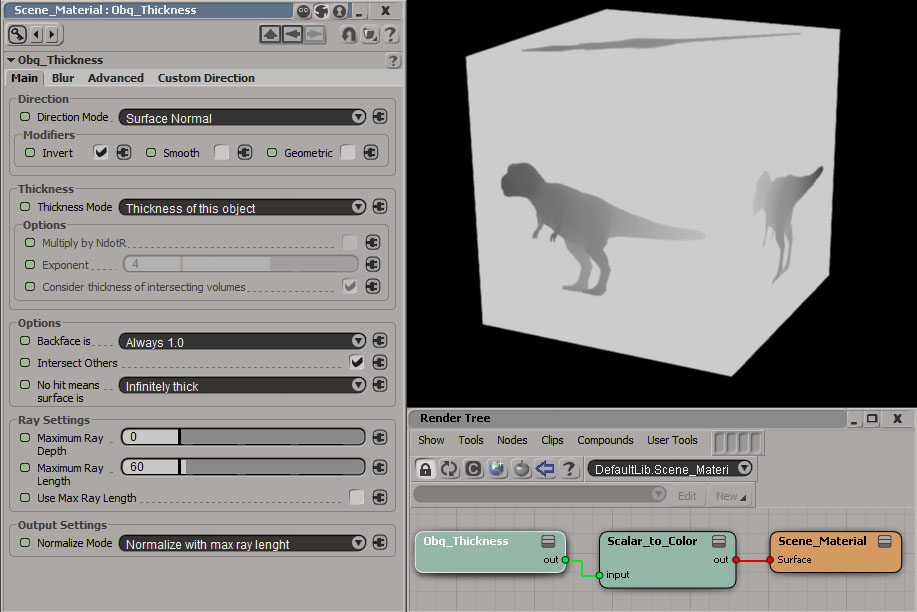 Scene_Material : Obq_Thickness
Obq_Thickness
?
?
Main Blur Advanced Custom Direction
Direction
Direction Mode Surface Normal
Modifiers
Invert Smooth Geometric
Thickness
Thickness Mode Thickness of this object
Options
Multiply by NdotR
Exponent 4
Consider thickness of intersecting volumes
Options
Backface is Always 1.0
Intersect Others
No hit means
surface is
Infinitely thick
Ray Settings
Maximum Ray
Depth
0
Maximum Ray
Length
60
Use Max Ray Length
Output Settings
Normalize Mode Normalize with max ray lenght
Render Tree
Show Tools Nodes Clips Compounds User Tools
C ? DefaultLib.Scene_Materi
Edit New
Obq_Thickness Scalar_to_Color Scene_Material
out out Surface
input